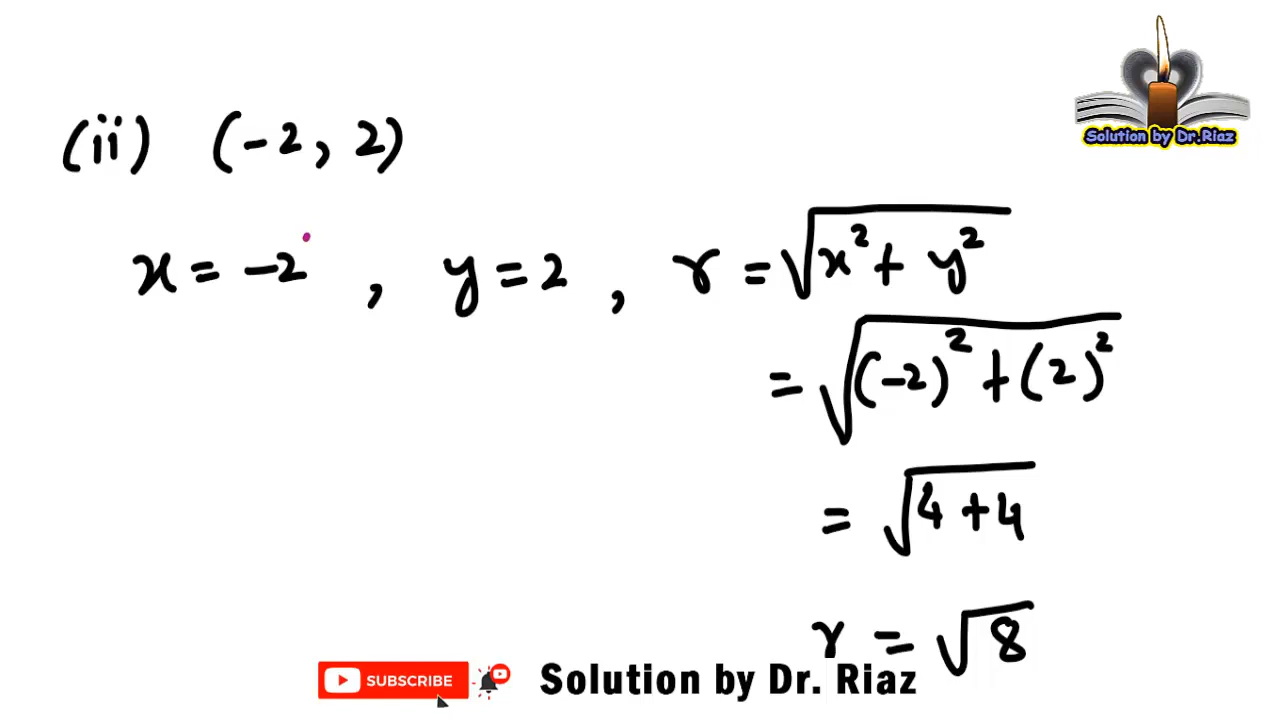 Solution by Dr.Riaz
(ii) (-2, 2)
x = -2 , y = 2 , r = √(x² + y²)
= √((-2)² + (2)²)
= √(4 + 4)
r = √8
SUBSCRIBE Solution by Dr. Riaz